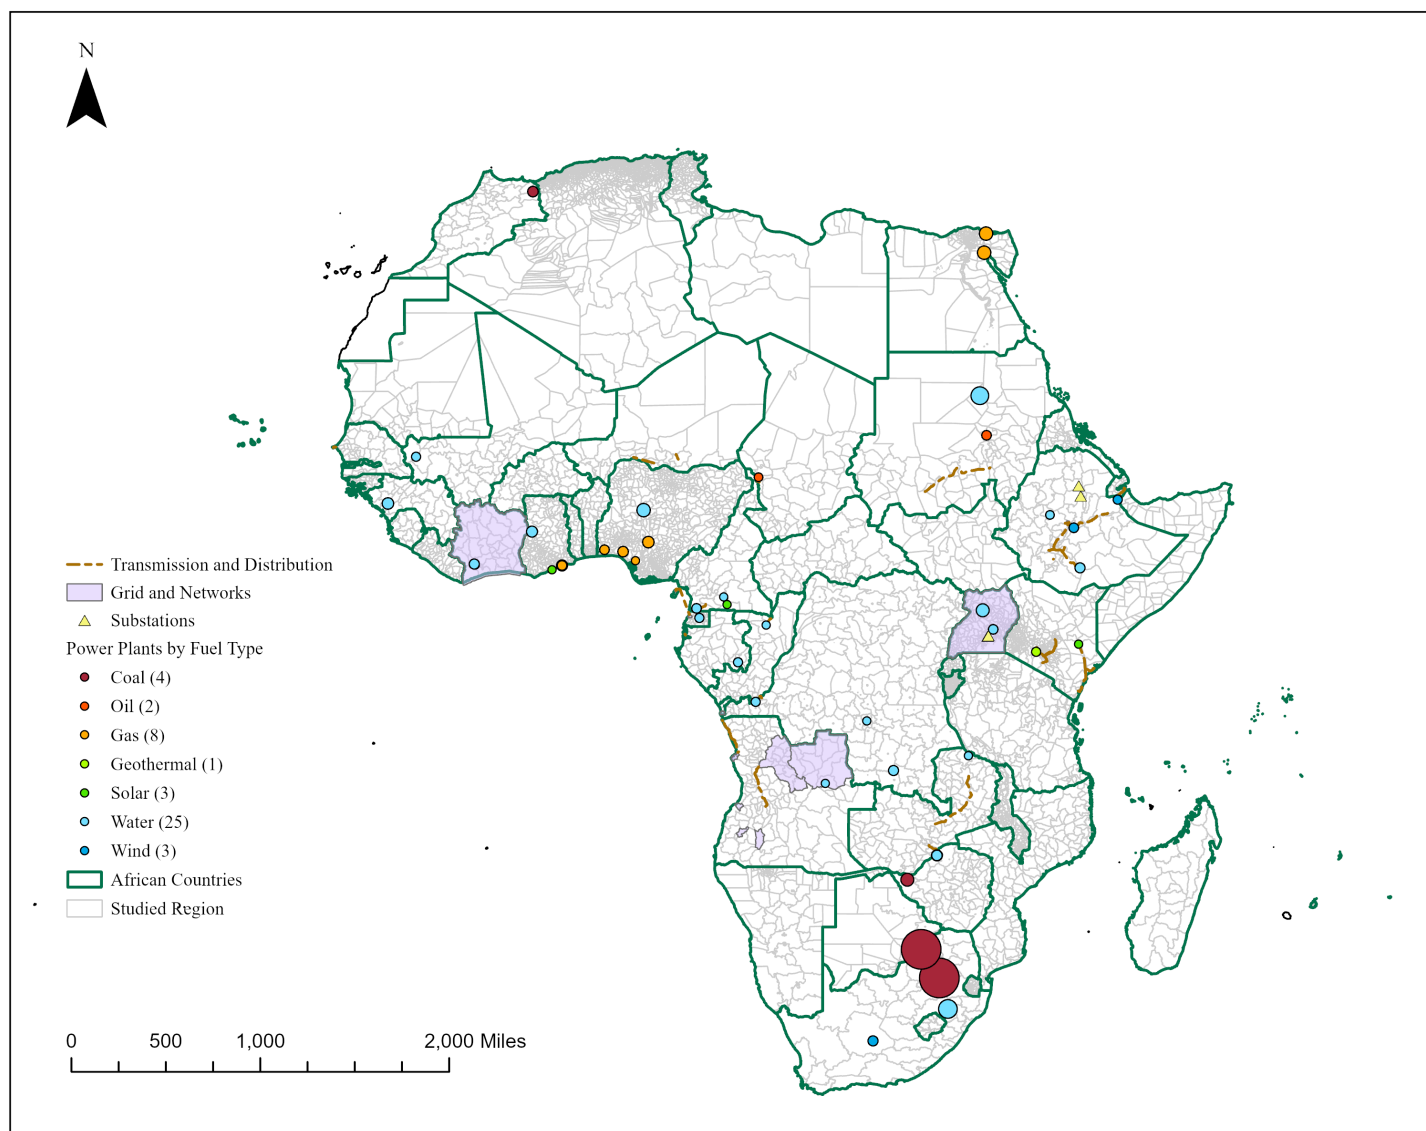 N
Transmission and Distribution
Grid and Networks
Substations
Power Plants by Fuel Type
Coal (4)
Oil (2)
Gas (8)
Geothermal (1)
Solar (3)
Water (25)
Wind (3)
African Countries
Studied Region
0 500 1,000 2,000 Miles